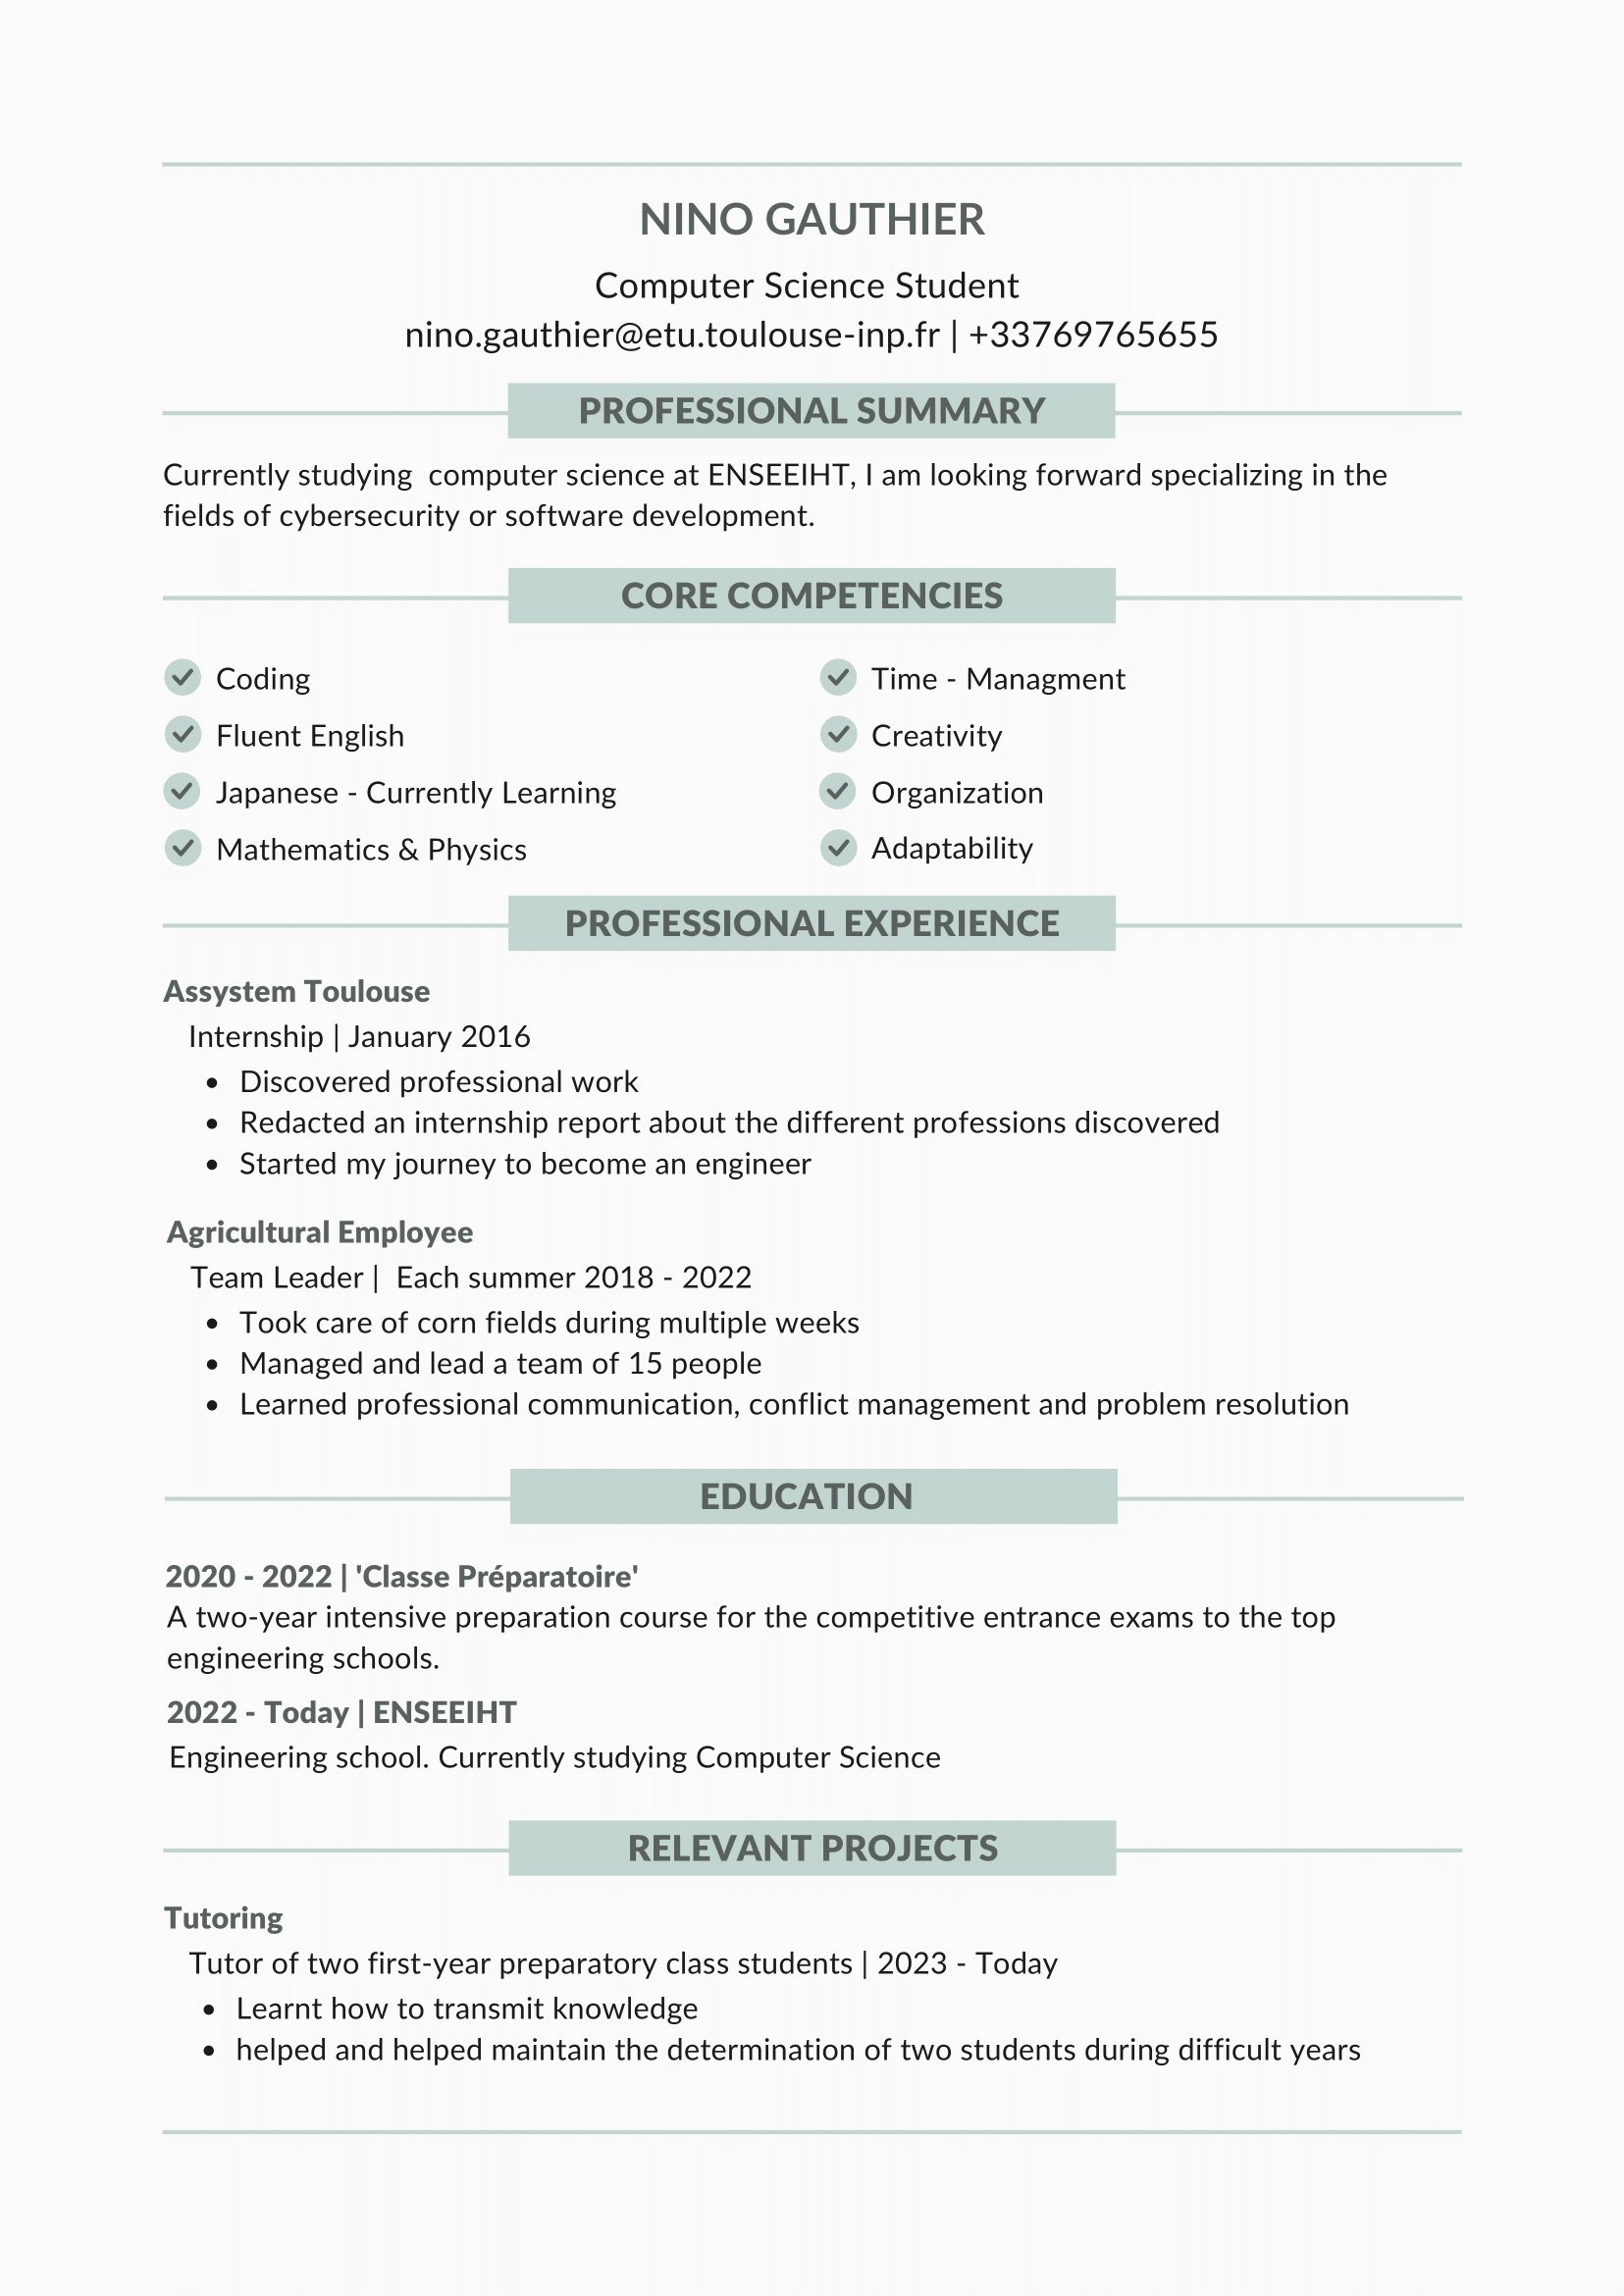 NINO GAUTHIER
Computer Science Student
nino.gauthier@etu.toulouse-inp.fr | +33769765655
PROFESSIONAL SUMMARY
Currently studying  computer science at ENSEEIHT, I am looking forward specializing in the
fields of cybersecurity or software development.
CORE COMPETENCIES
Coding
Fluent English
Japanese - Currently Learning
Mathematics & Physics
Time - Managment
Creativity
Organization
Adaptability
PROFESSIONAL EXPERIENCE
Assystem Toulouse
Internship | January 2016
• Discovered professional work
• Redacted an internship report about the different professions discovered
• Started my journey to become an engineer
Agricultural Employee
Team Leader |  Each summer 2018 - 2022
• Took care of corn fields during multiple weeks
• Managed and lead a team of 15 people
• Learned professional communication, conflict management and problem resolution
EDUCATION
2020 - 2022 | 'Classe Préparatoire'
A two-year intensive preparation course for the competitive entrance exams to the top
engineering schools.
2022 - Today | ENSEEIHT
Engineering school. Currently studying Computer Science
RELEVANT PROJECTS
Tutoring
Tutor of two first-year preparatory class students | 2023 - Today
• Learnt how to transmit knowledge
• helped and helped maintain the determination of two students during difficult years